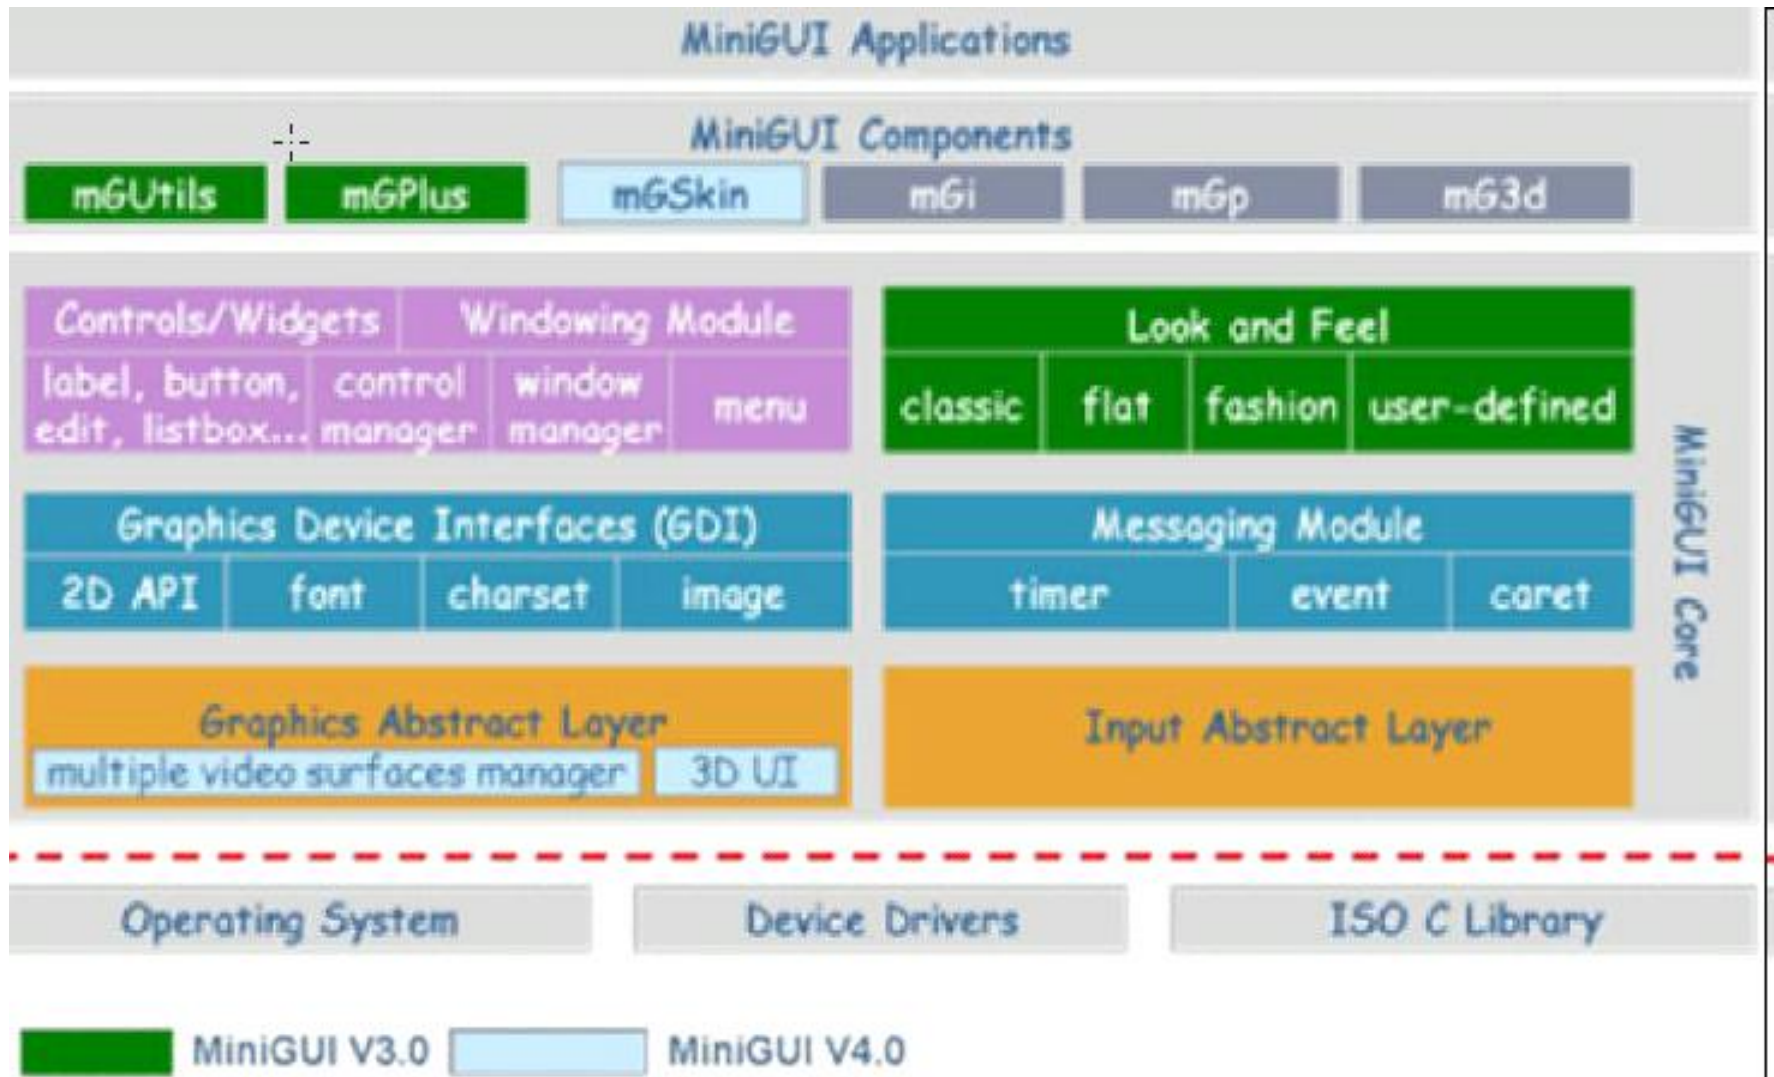 MiniGUI Applications
MiniGUI Components
mGUtils
mGPlus
mGSkin
mGi
mGp
mG3d
Controls/Widgets
Windowing Module
label, button,
edit, listbox...
control
manager
window
manager
menu
Look and Feel
classic
flat
fashion
user-defined
Graphics Device Interfaces (GDI)
2D API
font
charset
image
Messaging Module
timer
event
caret
Graphics Abstract Layer
multiple video surfaces manager
3D UI
Input Abstract Layer
MiniGUI Core
Operating System
Device Drivers
ISO C Library
MiniGUI V3.0
MiniGUI V4.0